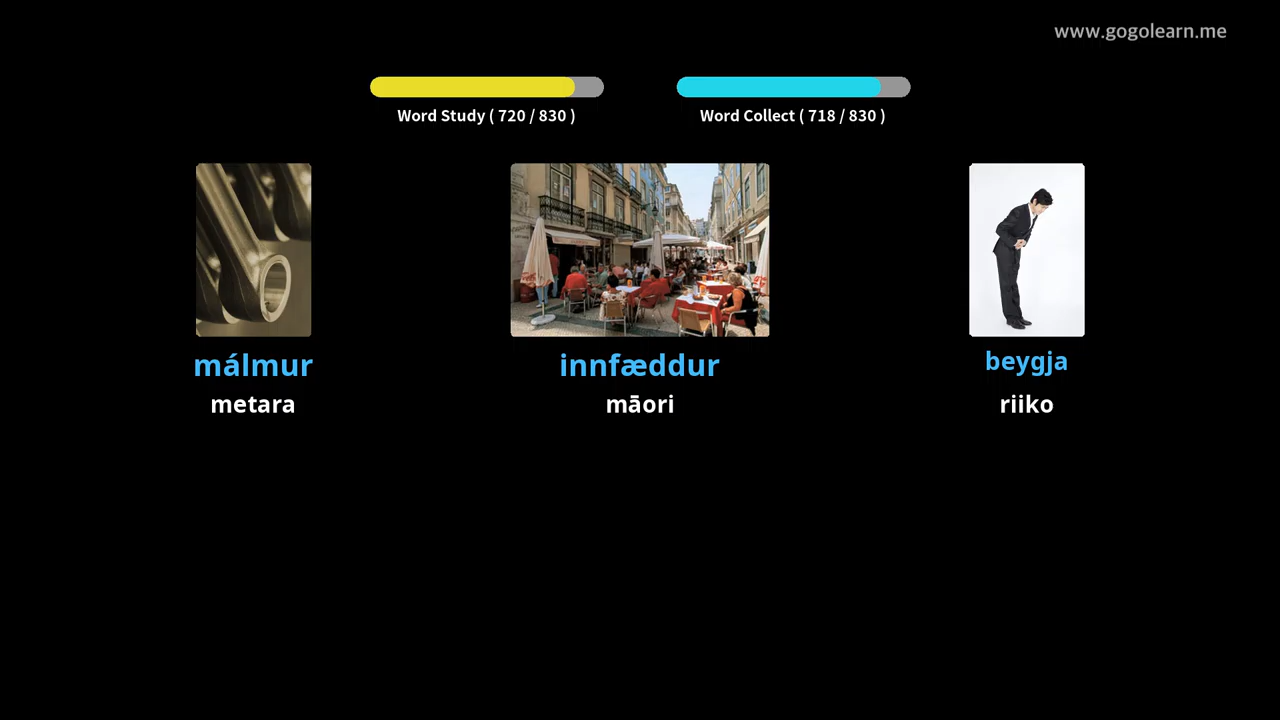 www.gogolearn.me
Word Study ( 720 / 830 )
Word Collect ( 718 / 830 )
málmur
innfæddur
beygja
metara
māori
riiko